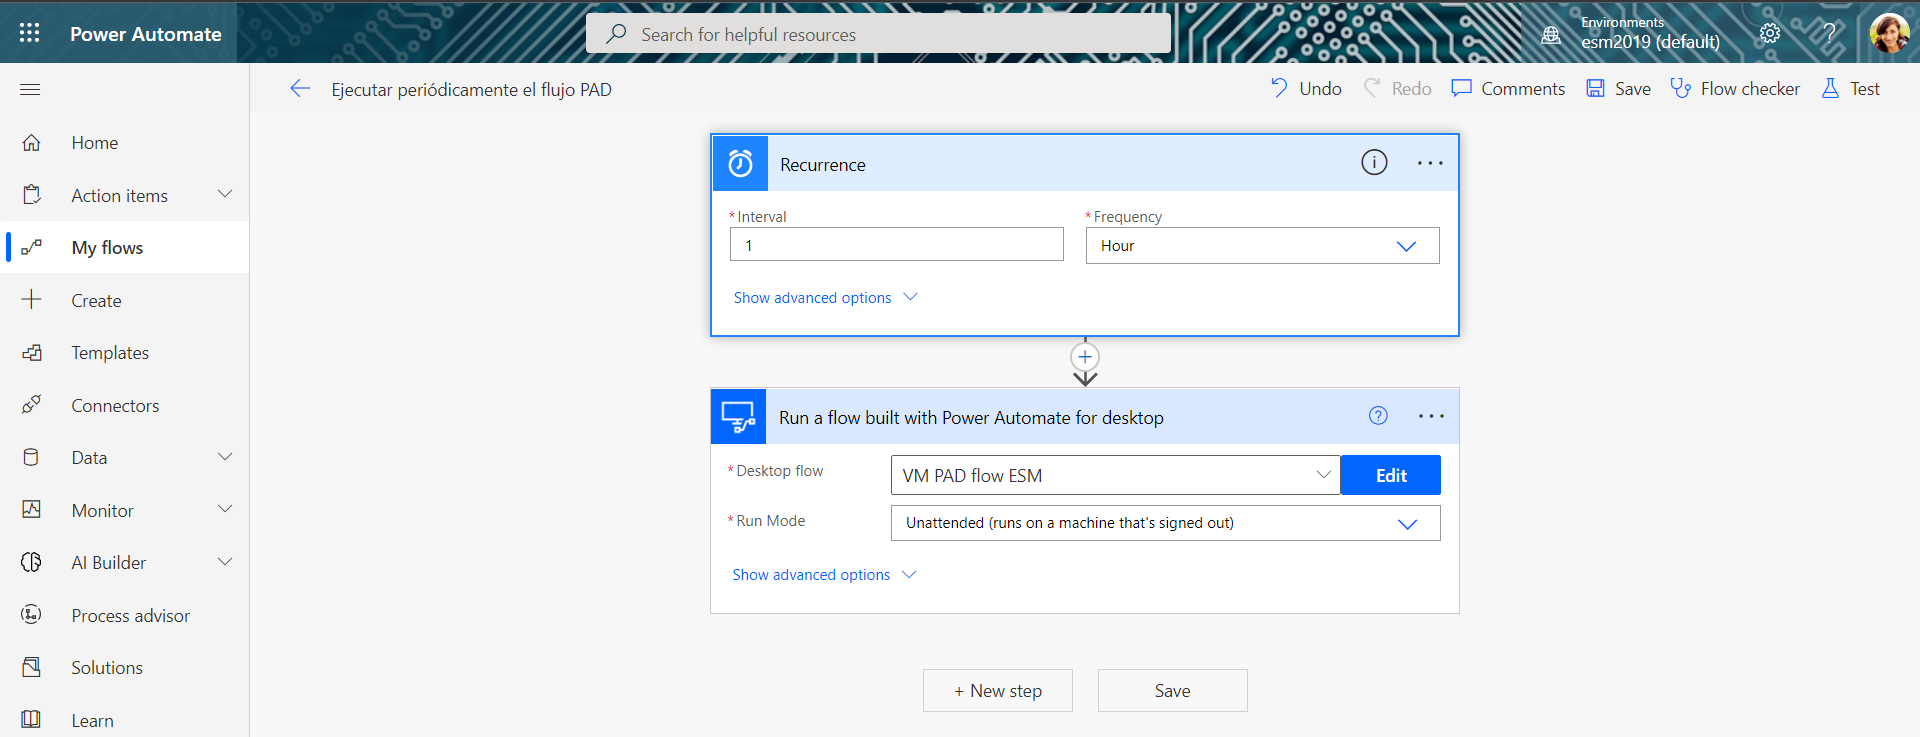 Power Automate
Search for helpful resources
Environments
esm2019 (default)
?
Ejecutar periódicamente el flujo PAD
Undo
Redo
Comments
Save
Flow checker
Test
Home
Action items
My flows
Create
Templates
Connectors
Data
Monitor
AI Builder
Process advisor
Solutions
Learn
Recurrence
i
...
* Interval
* Frequency
1
Hour
Show advanced options
+
Run a flow built with Power Automate for desktop
?
...
* Desktop flow
VM PAD flow ESM
Edit
* Run Mode
Unattended (runs on a machine that's signed out)
Show advanced options
+ New step
Save